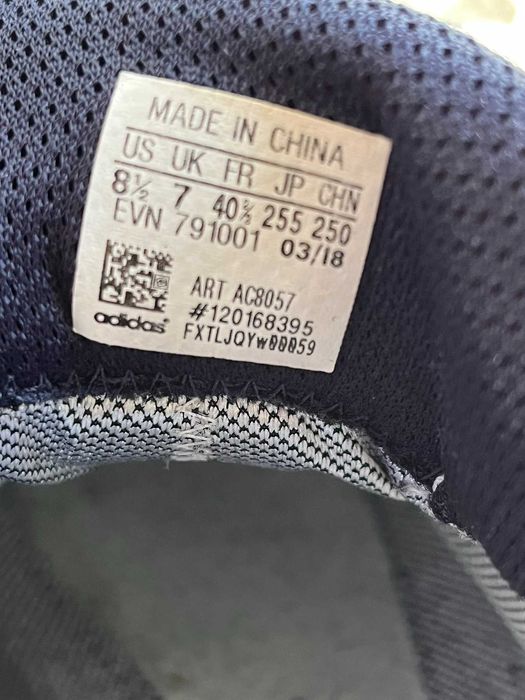 MADE IN CHINA
US UK FR JP CHN
8½ 7 40⅔ 255 250
EVN 791001 03/18
ART AC8057
#120168395
adidas